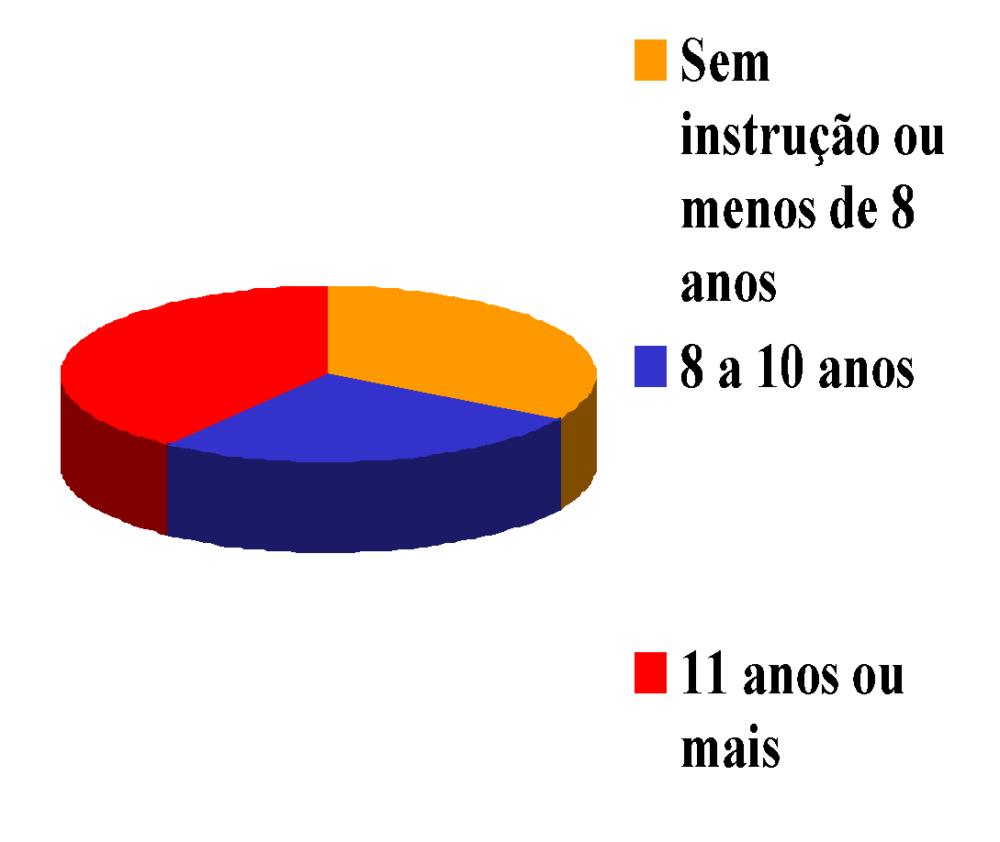 Sem
instrução ou
menos de 8
anos
8 a 10 anos
11 anos ou
mais